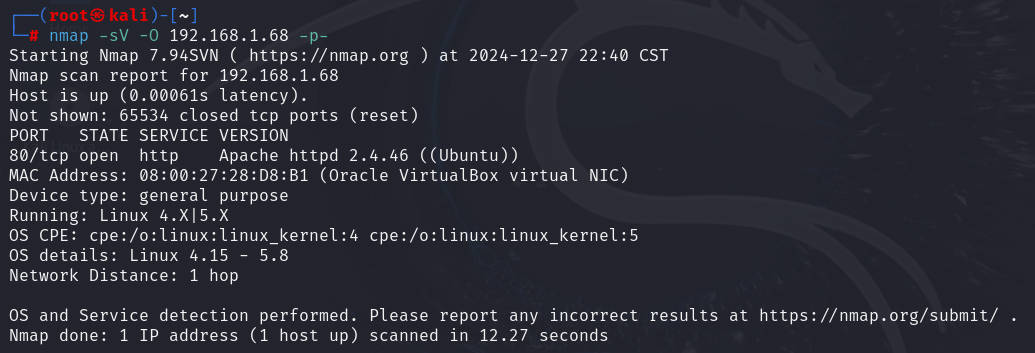 ┌──(root㉿kali)-[~]
└─# nmap -sV -O 192.168.1.68 -p-
Starting Nmap 7.94SVN ( https://nmap.org ) at 2024-12-27 22:40 CST
Nmap scan report for 192.168.1.68
Host is up (0.00061s latency).
Not shown: 65534 closed tcp ports (reset)
PORT   STATE SERVICE VERSION
80/tcp open  http    Apache httpd 2.4.46 ((Ubuntu))
MAC Address: 08:00:27:28:D8:B1 (Oracle VirtualBox virtual NIC)
Device type: general purpose
Running: Linux 4.X|5.X
OS CPE: cpe:/o:linux:linux_kernel:4 cpe:/o:linux:linux_kernel:5
OS details: Linux 4.15 - 5.8
Network Distance: 1 hop

OS and Service detection performed. Please report any incorrect results at https://nmap.org/submit/ .
Nmap done: 1 IP address (1 host up) scanned in 12.27 seconds